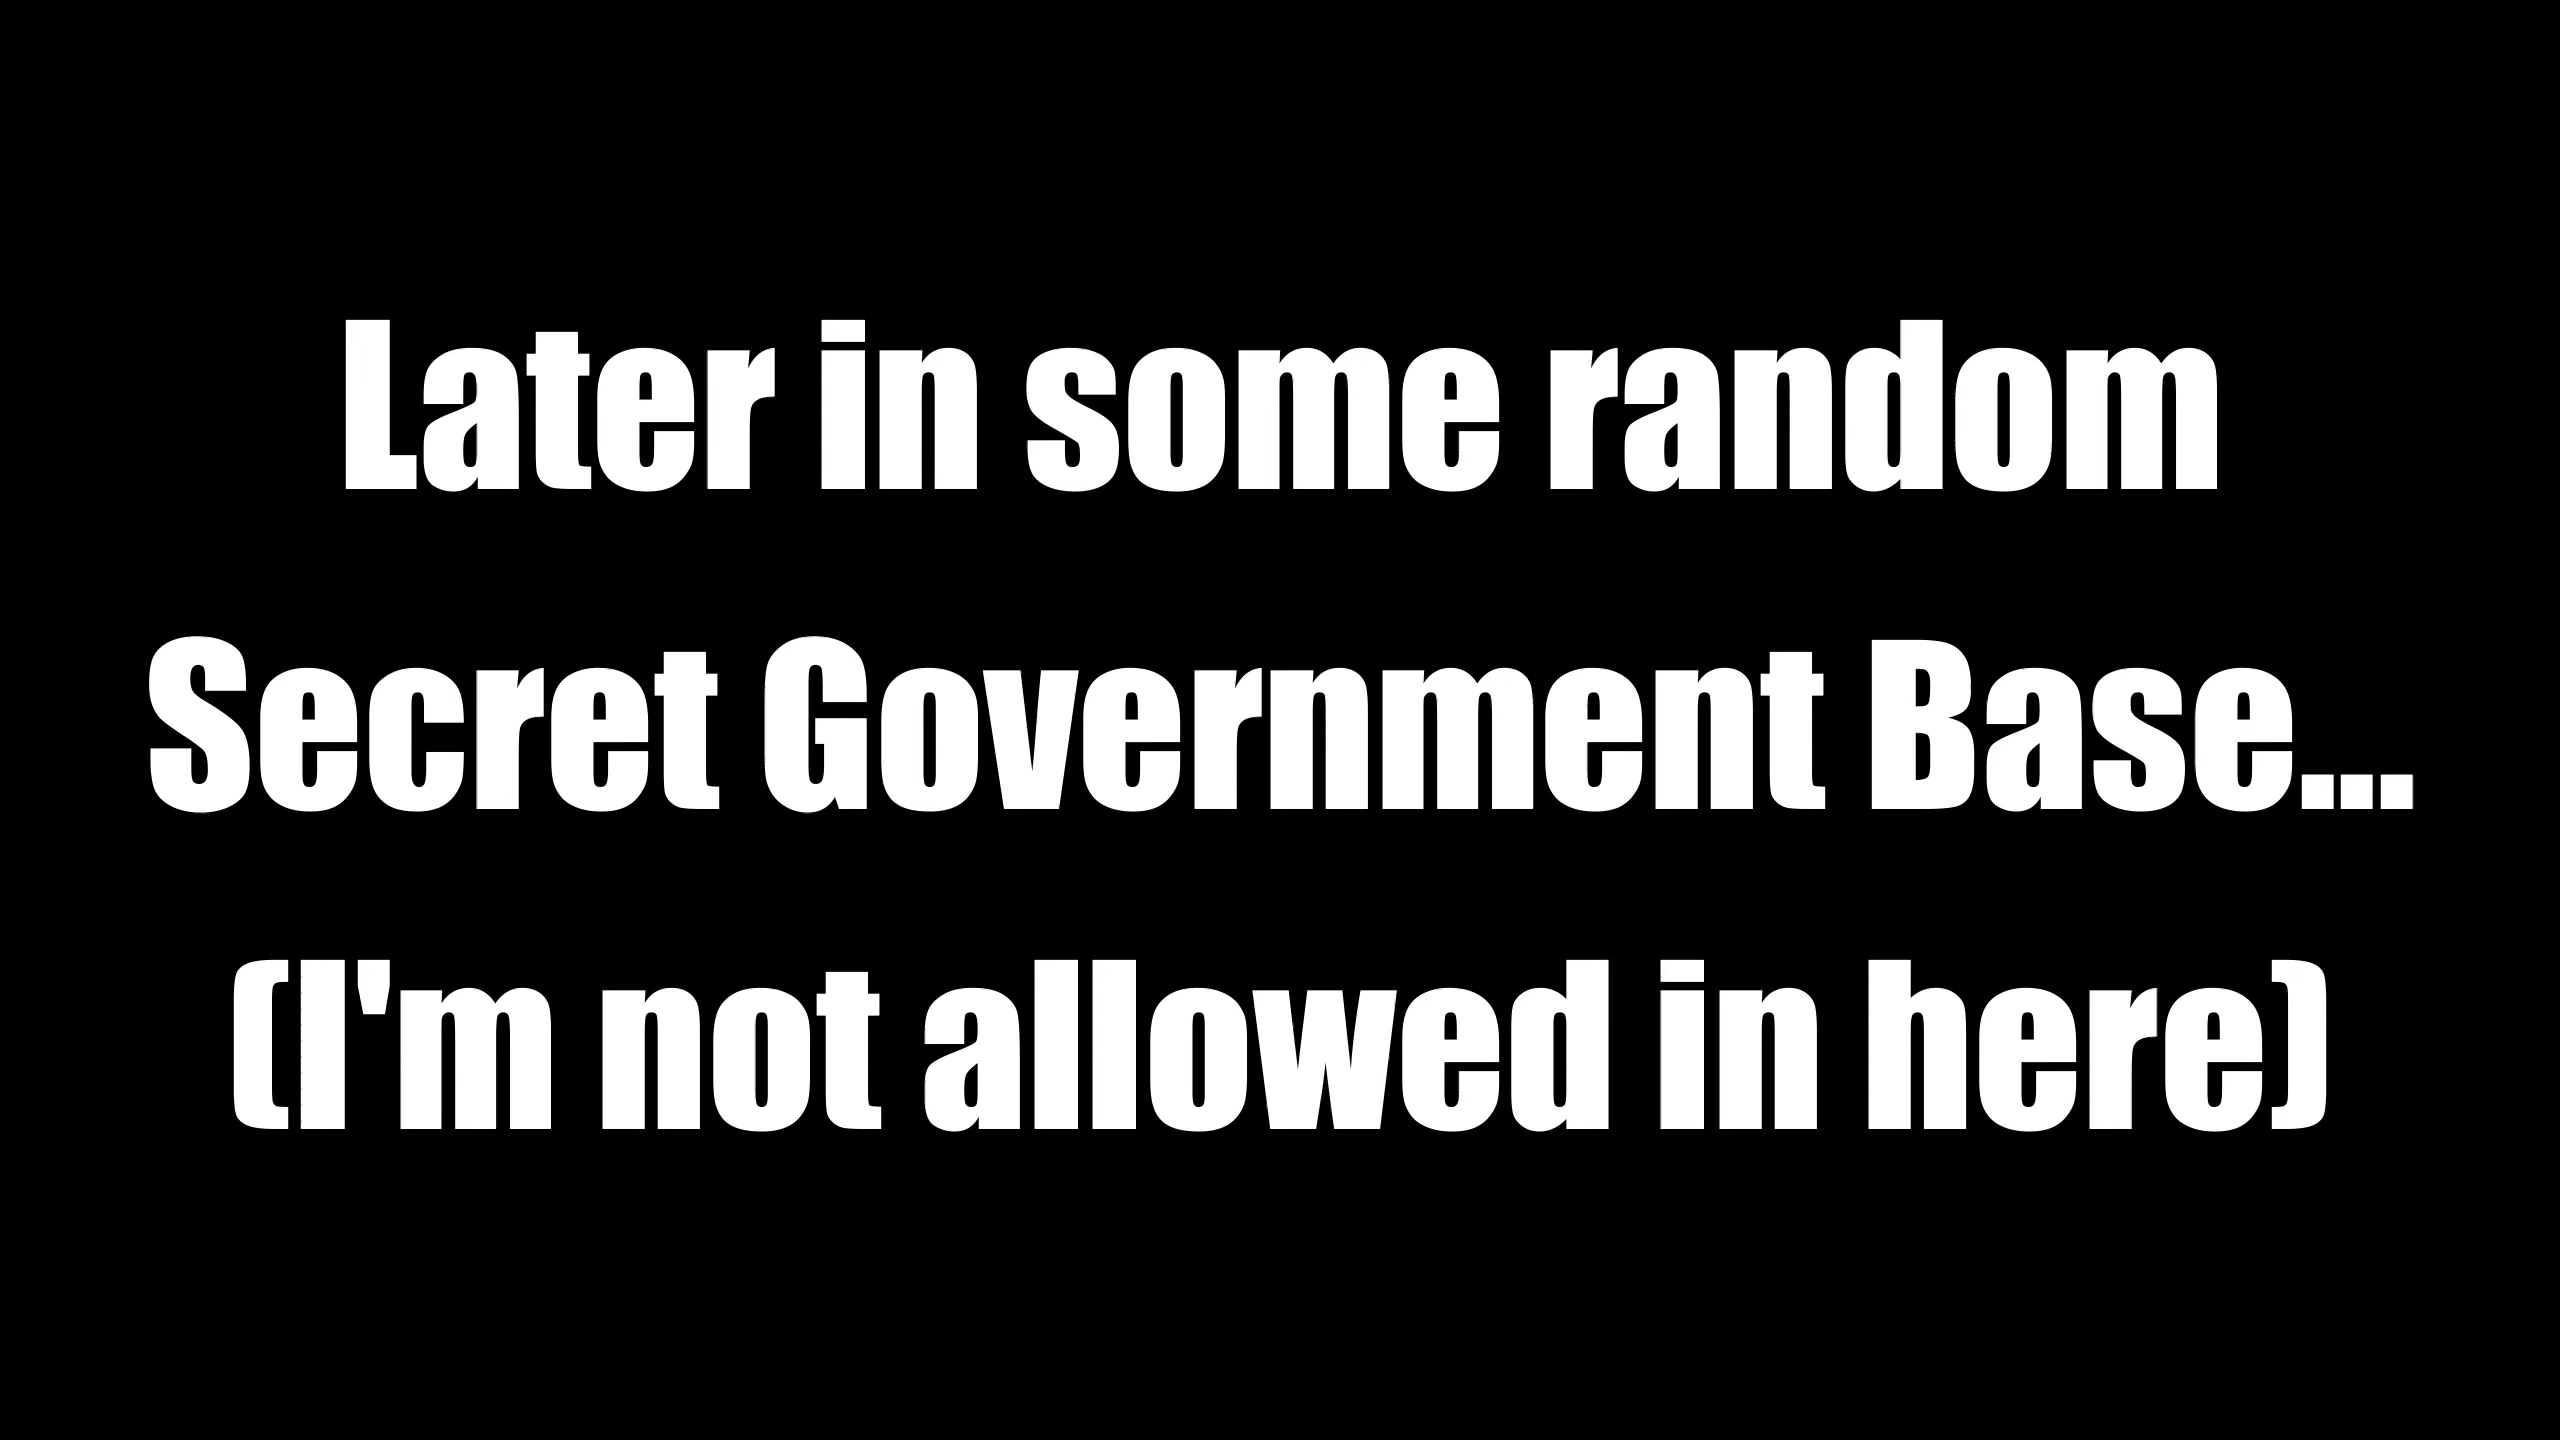 Later in some random
Secret Government Base...
(I'm not allowed in here)